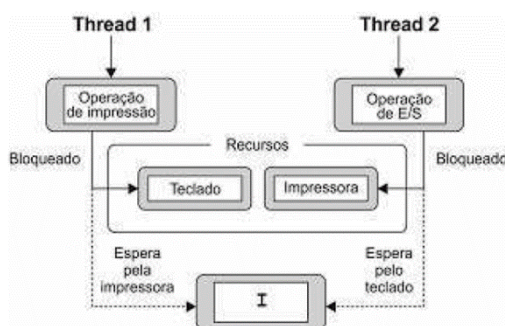 Thread 1
Thread 2
Operação
de impressão
Operação
de E/S
Bloqueado
Recursos
Bloqueado
Teclado
Impressora
Espera
pela
impressora
Espera
pelo
teclado
I